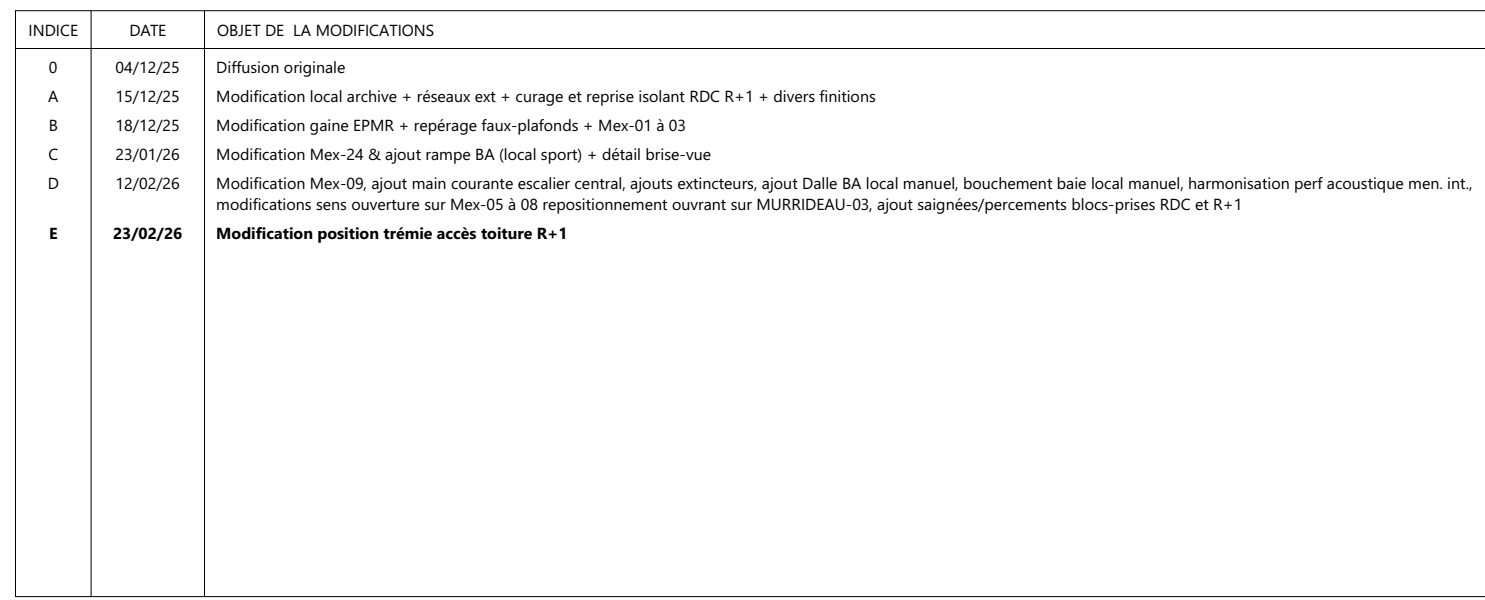 INDICE DATE OBJET DE LA MODIFICATIONS
0 04/12/25 Diffusion originale
A 15/12/25 Modification local archive + réseaux ext + curage et reprise isolant RDC R+1 + divers finitions
B 18/12/25 Modification gaine EPMR + repérage faux-plafonds + Mex-01 à 03
C 23/01/26 Modification Mex-24 & ajout rampe BA (local sport) + détail brise-vue
D 12/02/26 Modification Mex-09, ajout main courante escalier central, ajouts extincteurs, ajout Dalle BA local manuel, bouchement baie local manuel, harmonisation perf acoustique men. int.,
modifications sens ouverture sur Mex-05 à 08 repositionnement ouvrant sur MURRIDEAU-03, ajout saignées/percements blocs-prises RDC et R+1
E 23/02/26 Modification position trémie accès toiture R+1